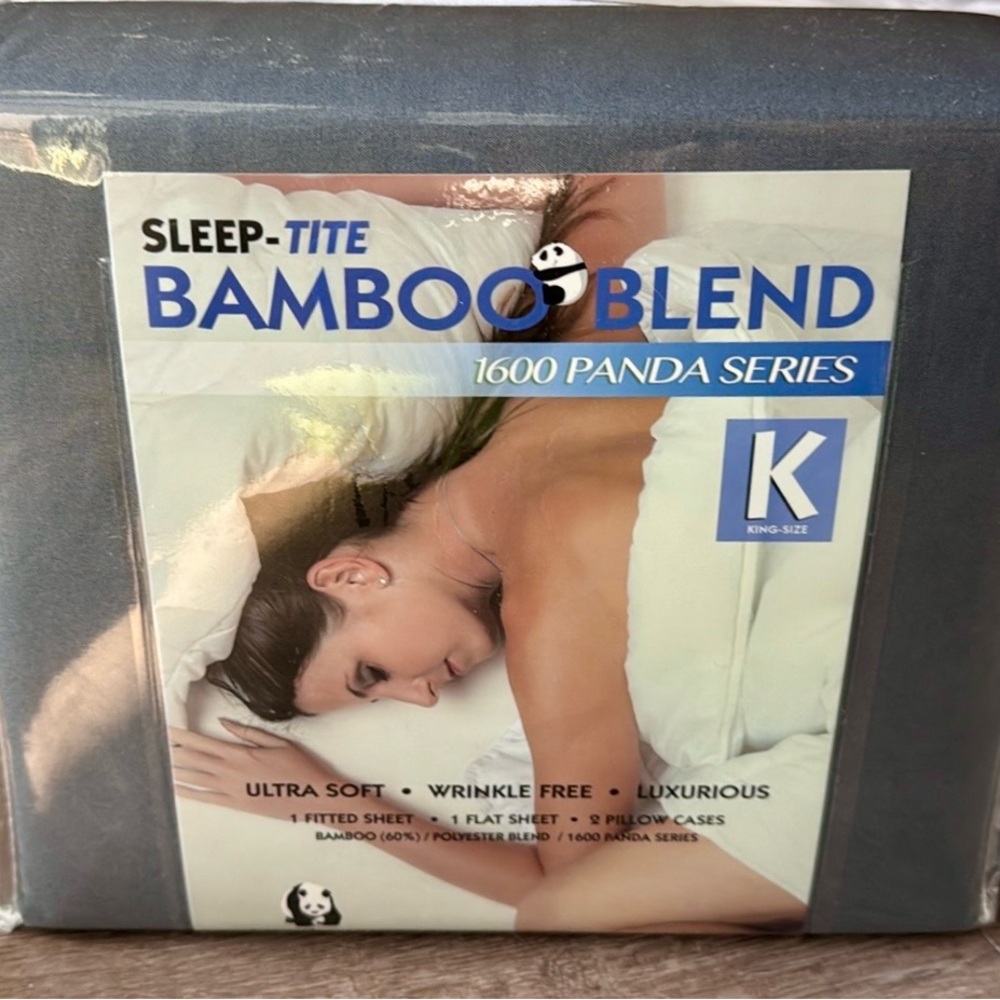 SLEEP-TITE
BAMBOO BLEND
1600 PANDA SERIES
K
KING-SIZE
ULTRA SOFT • WRINKLE FREE • LUXURIOUS
1 FITTED SHEET • 1 FLAT SHEET • 2 PILLOW CASES
BAMBOO (60%) / POLYESTER BLEND / 1600 PANDA SERIES